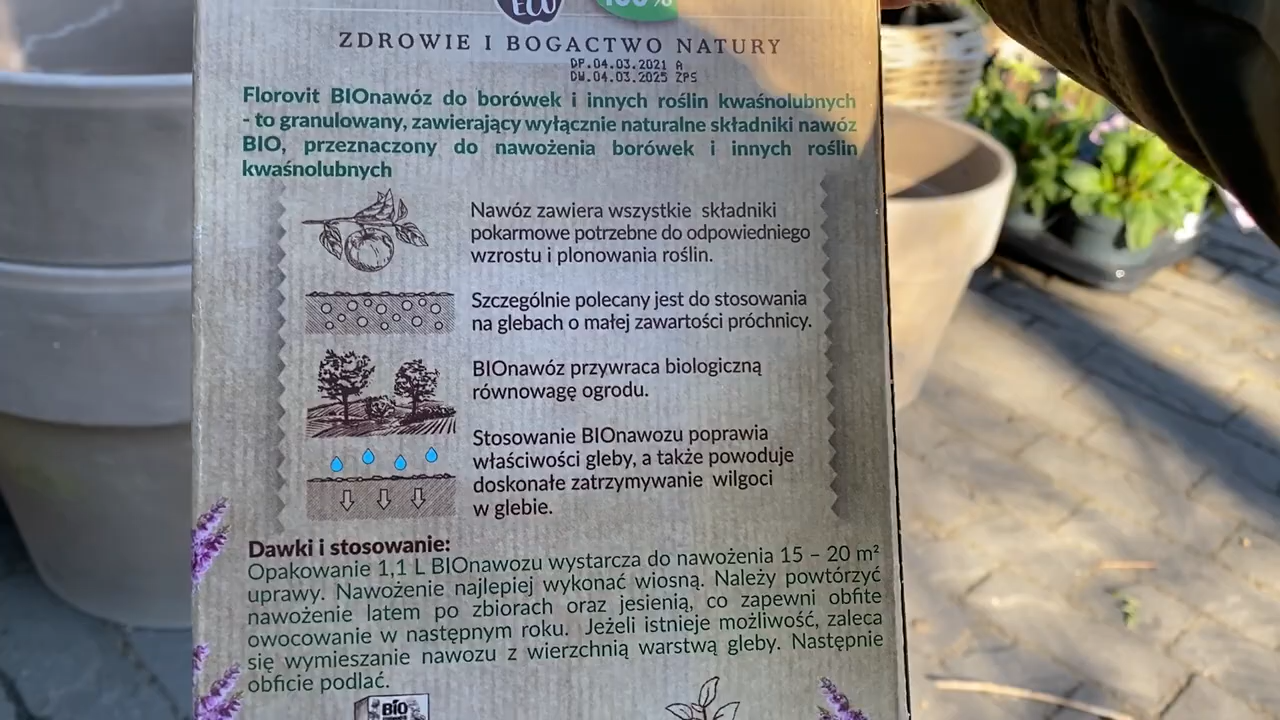 ECO
100%
ZDROWIE I BOGACTWO NATURY
DP.04.03.2021 A
DW.04.03.2025 ZPS
Florovit BIOnawóz do borówek i innych roślin kwaśnolubnych
- to granulowany, zawierający wyłącznie naturalne składniki nawóz
BIO, przeznaczony do nawożenia borówek i innych roślin
kwaśnolubnych
Nawóz zawiera wszystkie składniki
pokarmowe potrzebne do odpowiedniego
wzrostu i plonowania roślin.
Szczególnie polecany jest do stosowania
na glebach o małej zawartości próchnicy.
BIOnawóz przywraca biologiczną
równowagę ogrodu.
Stosowanie BIOnawozu poprawia
właściwości gleby, a także powoduje
doskonałe zatrzymywanie wilgoci
w glebie.
Dawki i stosowanie:
Opakowanie 1,1 L BIOnawozu wystarcza do nawożenia 15 – 20 m²
uprawy. Nawożenie najlepiej wykonać wiosną. Należy powtórzyć
nawożenie latem po zbiorach oraz jesienią, co zapewni obfite
owocowanie w następnym roku. Jeżeli istnieje możliwość, zaleca
się wymieszanie nawozu z wierzchnią warstwą gleby. Następnie
obficie podlać.
BIO